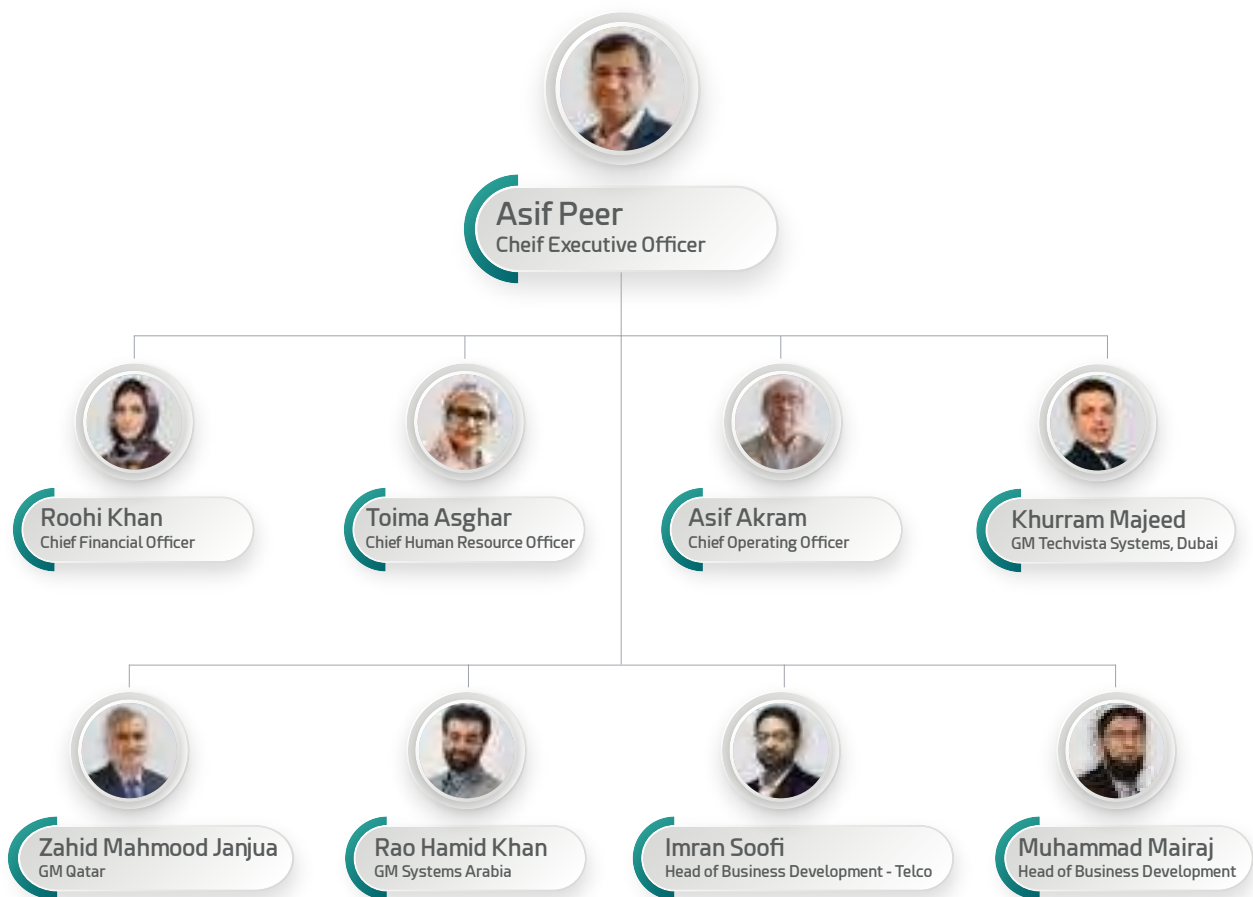 Asif Peer
Cheif Executive Officer
Roohi Khan
Chief Financial Officer
Toima Asghar
Chief Human Resource Officer
Asif Akram
Chief Operating Officer
Khurram Majeed
GM Techvista Systems, Dubai
Zahid Mahmood Janjua
GM Qatar
Rao Hamid Khan
GM Systems Arabia
Imran Soofi
Head of Business Development - Telco
Muhammad Mairaj
Head of Business Development